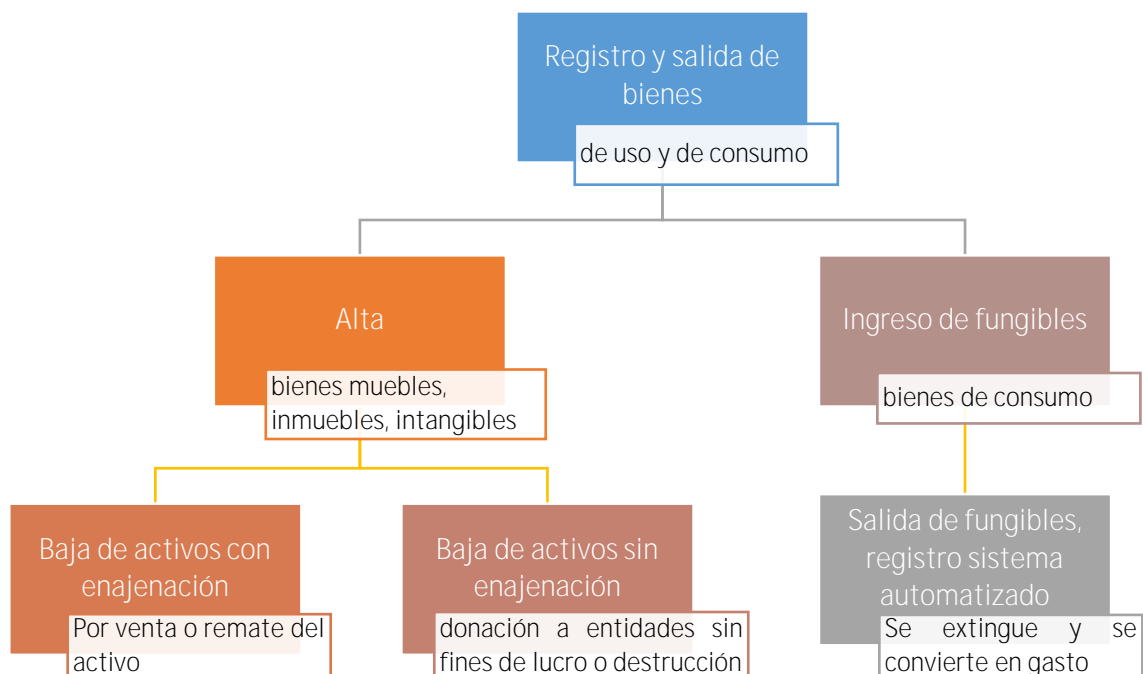 Registro y salida de
bienes
de uso y de consumo
Alta
bienes muebles,
inmuebles, intangibles
Ingreso de fungibles
bienes de consumo
Baja de activos con
enajenación
Por venta o remate del
activo
Baja de activos sin
enajenación
donación a entidades sin
fines de lucro o destrucción
Salida de fungibles,
registro sistema
automatizado
Se extingue y se
convierte en gasto